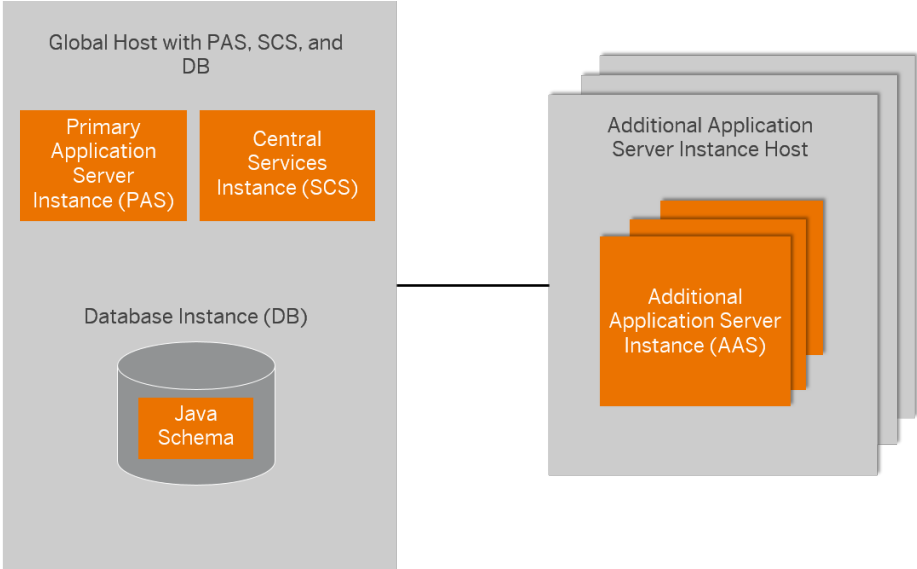 Global Host with PAS, SCS, and
DB
Primary
Application
Server
Instance (PAS)
Central
Services
Instance (SCS)
Database Instance (DB)
Java
Schema
Additional Application
Server Instance Host
Additional
Application Server
Instance (AAS)